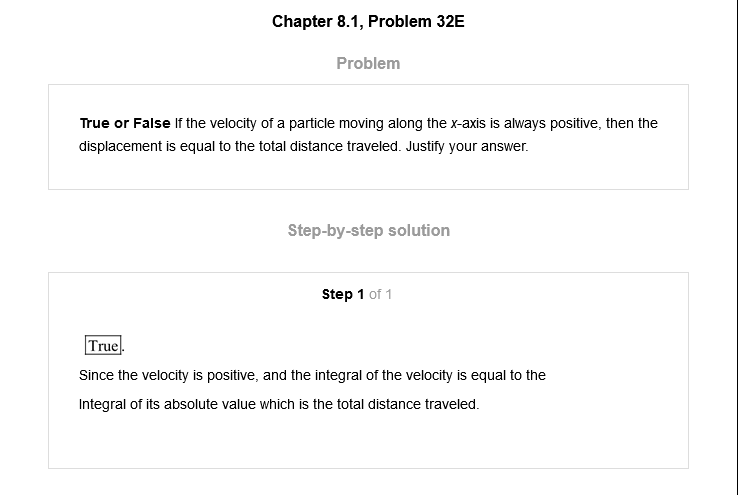 Chapter 8.1, Problem 32E
Problem
True or False If the velocity of a particle moving along the x-axis is always positive, then the
displacement is equal to the total distance traveled. Justify your answer.
Step-by-step solution
Step 1 of 1
True.
Since the velocity is positive, and the integral of the velocity is equal to the
Integral of its absolute value which is the total distance traveled.